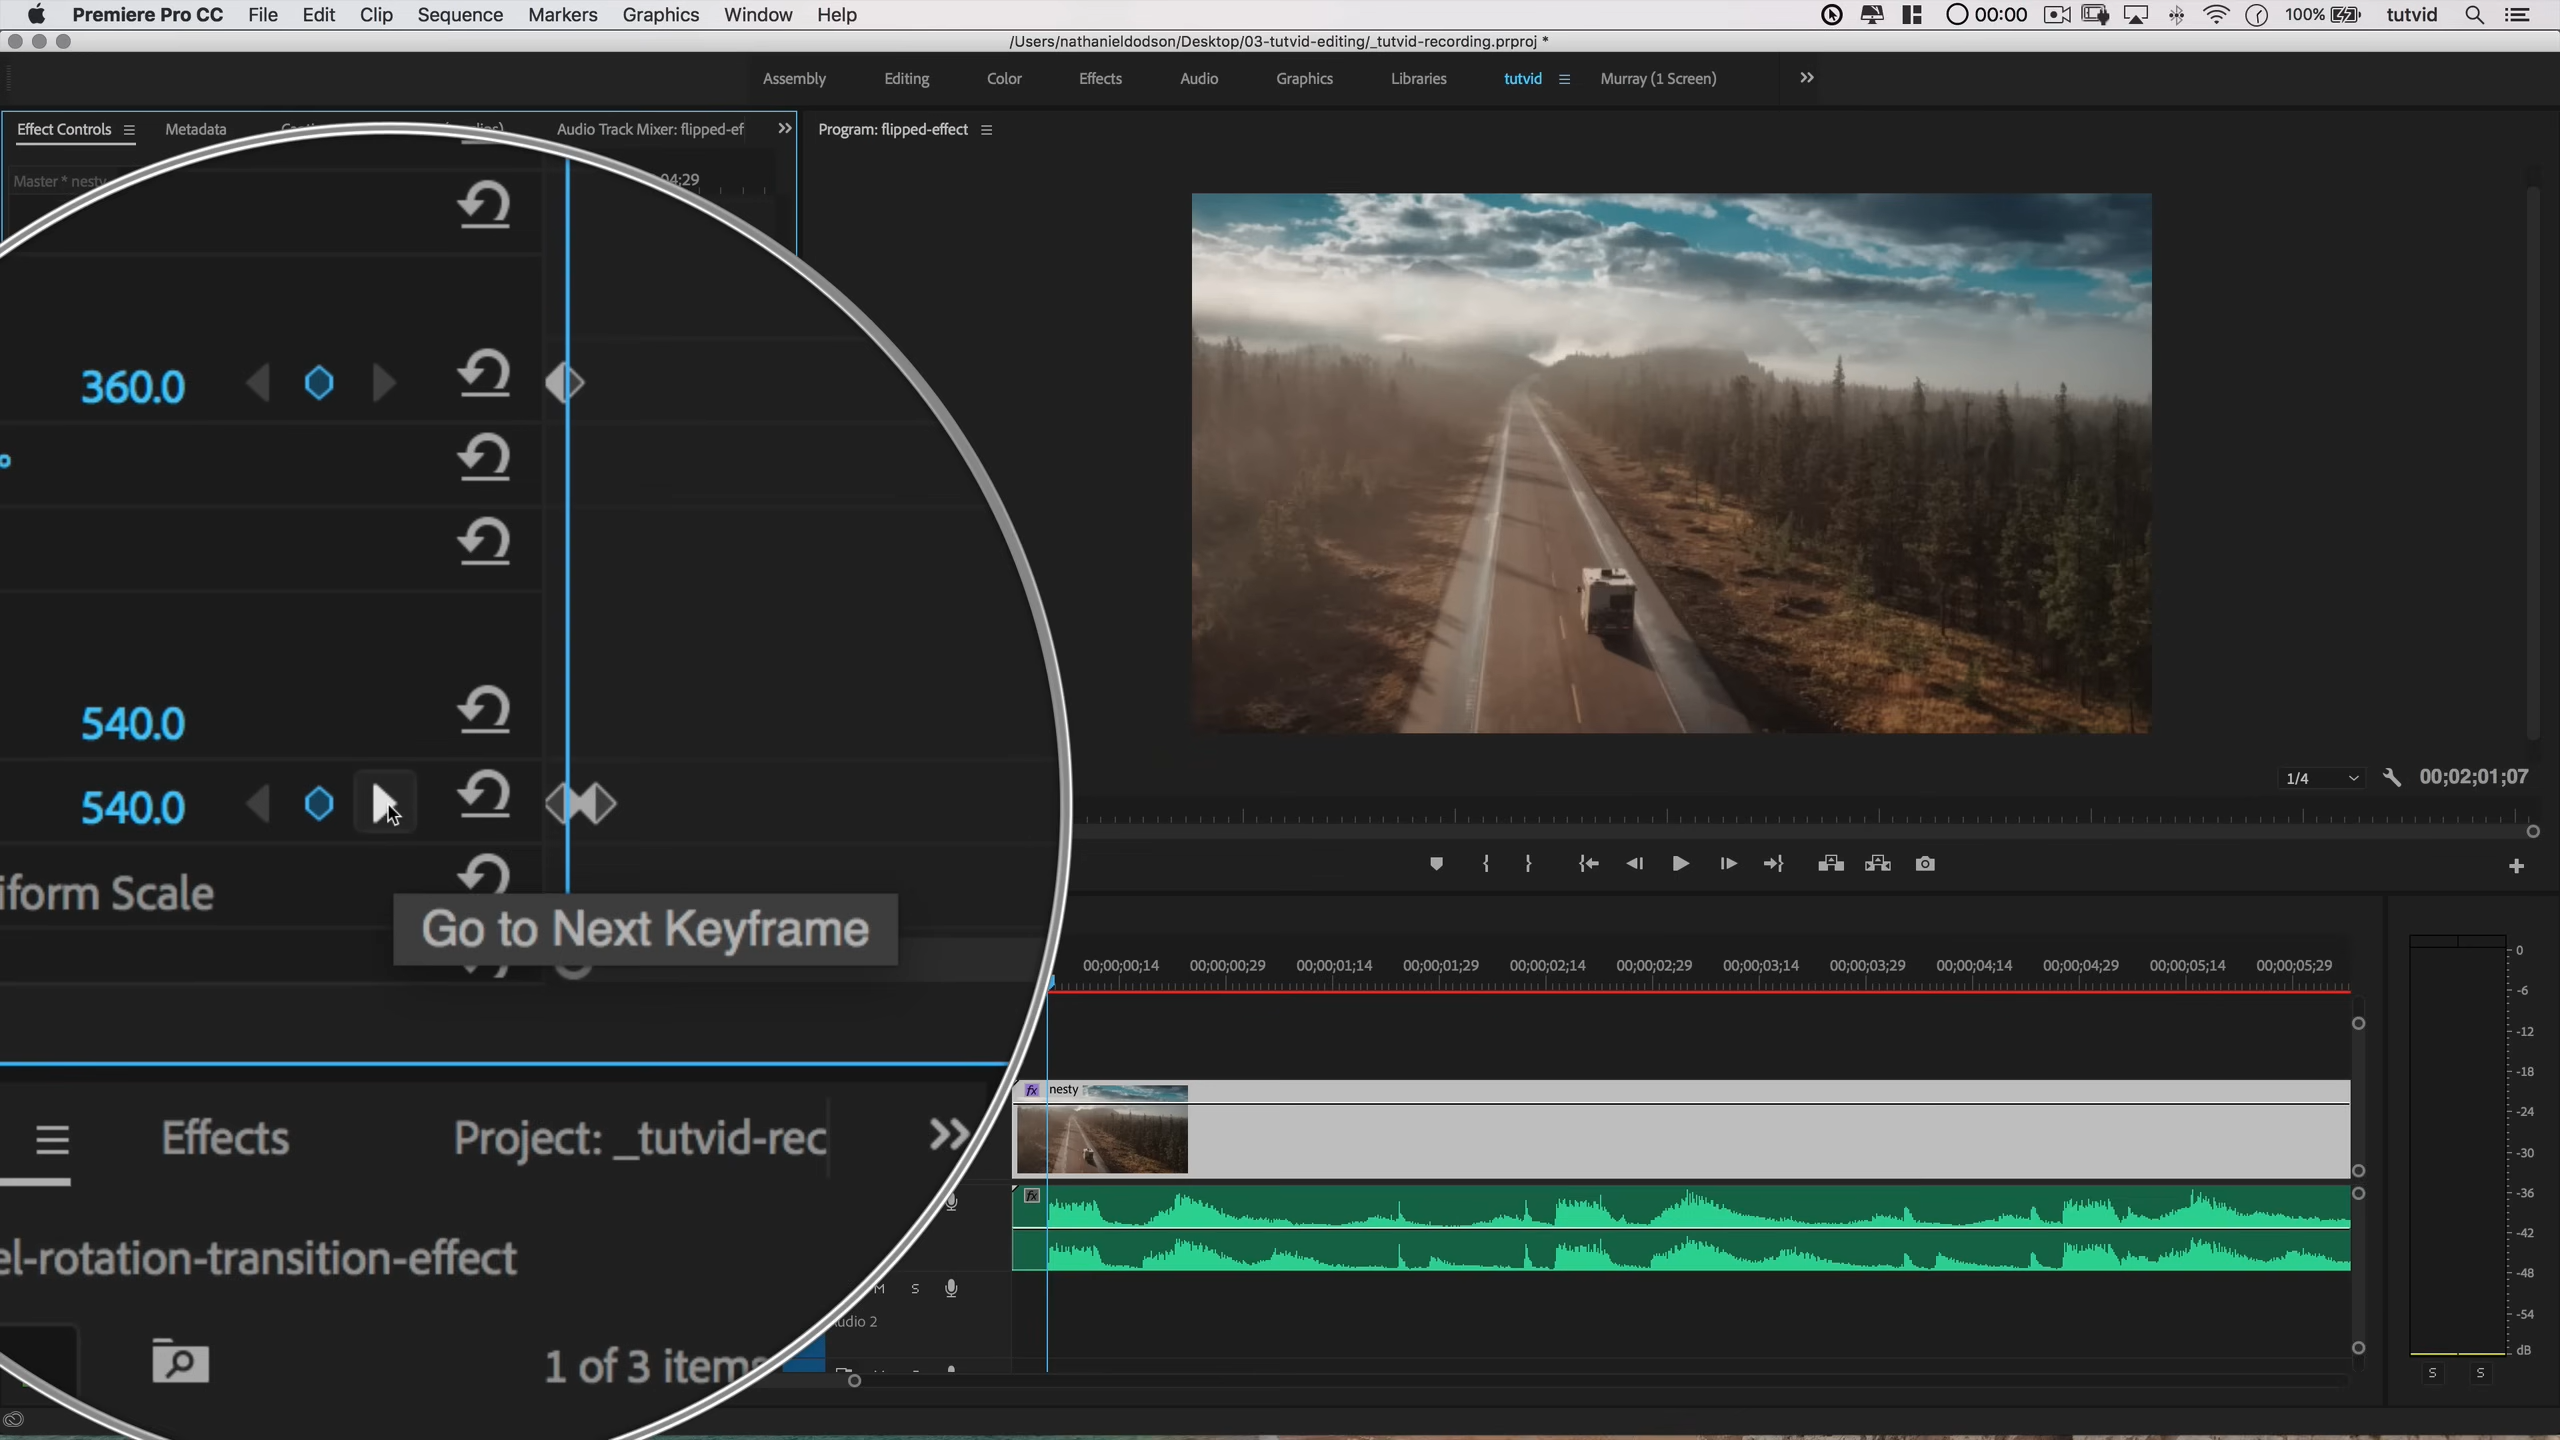 Premiere Pro CC File Edit Clip Sequence Markers Graphics Window Help 00:00 100% tutvid
/Users/nathanieldodson/Desktop/03-tutvid-editing/_tutvid-recording.prproj *
Assembly Editing Color Effects Audio Graphics Libraries tutvid Murray (1 Screen)
Effect Controls Metadata Audio Track Mixer: flipped-ef Program: flipped-effect
Master * nesty 04;29
360.0
540.0
540.0
iform Scale
Go to Next Keyframe
1/4 00;02;01;07
00;00;00;14 00;00;00;29 00;00;01;14 00;00;01;29 00;00;02;14 00;00;02;29 00;00;03;14 00;00;03;29 00;00;04;14 00;00;04;29 00;00;05;14 00;00;05;29
fx nesty
fx
Effects Project: _tutvid-rec
el-rotation-transition-effect
1 of 3 items
M S
udio 2
0
-6
-12
-18
-24
-30
-36
-42
-48
-54
dB
S S